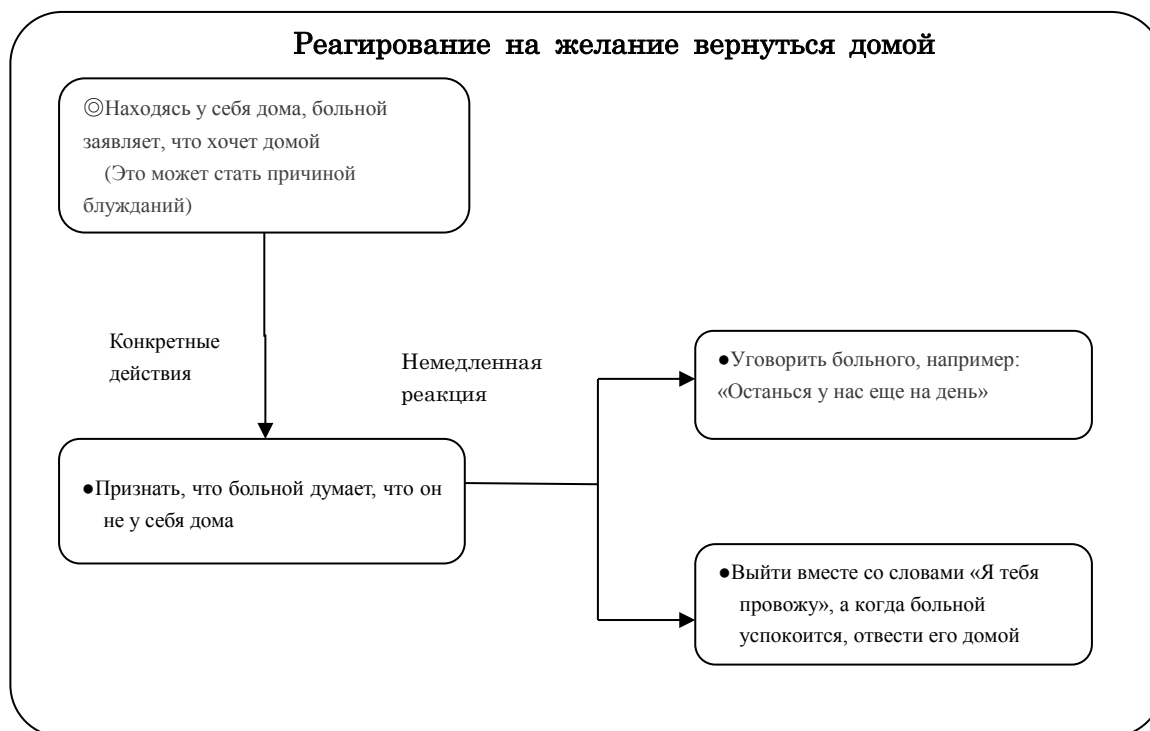 Реагирование на желание вернуться домой
◎Находясь у себя дома, больной
заявляет, что хочет домой
(Это может стать причиной
блужданий)
Конкретные
действия
Немедленная
реакция
●Признать, что больной думает, что он
не у себя дома
●Уговорить больного, например:
«Останься у нас еще на день»
●Выйти вместе со словами «Я тебя
провожу», а когда больной
успокоится, отвести его домой